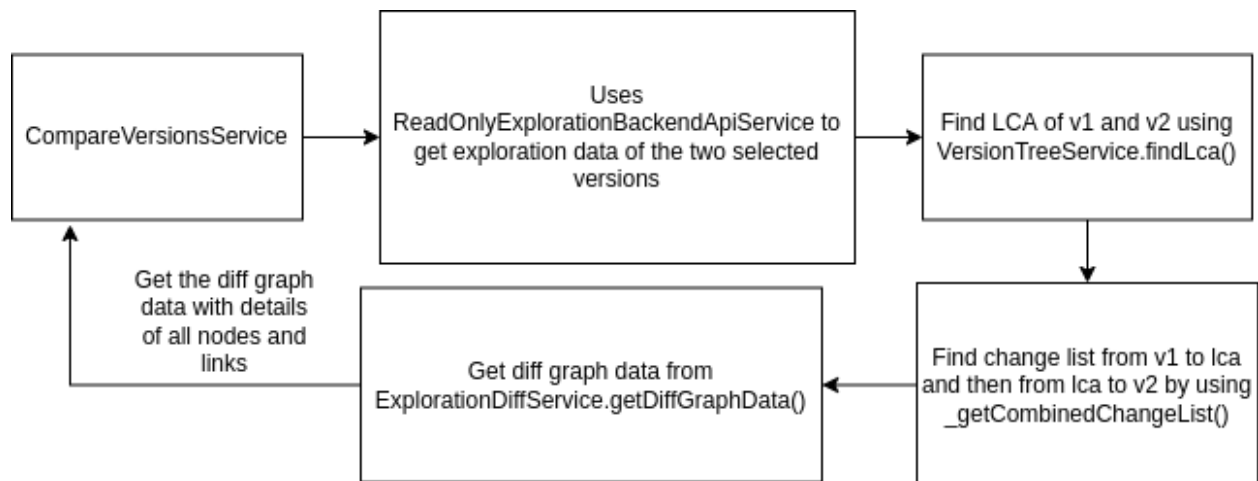 CompareVersionsService
Uses
ReadOnlyExplorationBackendApiService to
get exploration data of the two selected
versions
Find LCA of v1 and v2 using
VersionTreeService.findLca()
Find change list from v1 to lca
and then from lca to v2 by using
_getCombinedChangeList()
Get diff graph data from
ExplorationDiffService.getDiffGraphData()
Get the diff graph
data with details
of all nodes and
links